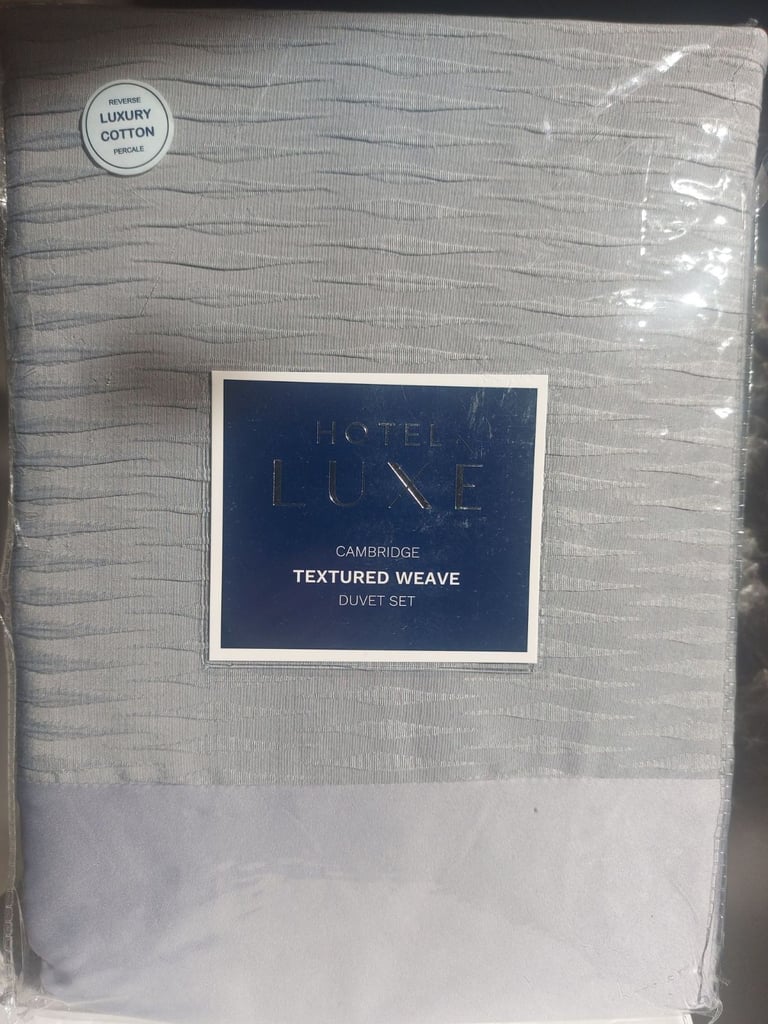 REVERSE
LUXURY
COTTON
PERCALE
HOTEL
LUXE
CAMBRIDGE
TEXTURED WEAVE
DUVET SET